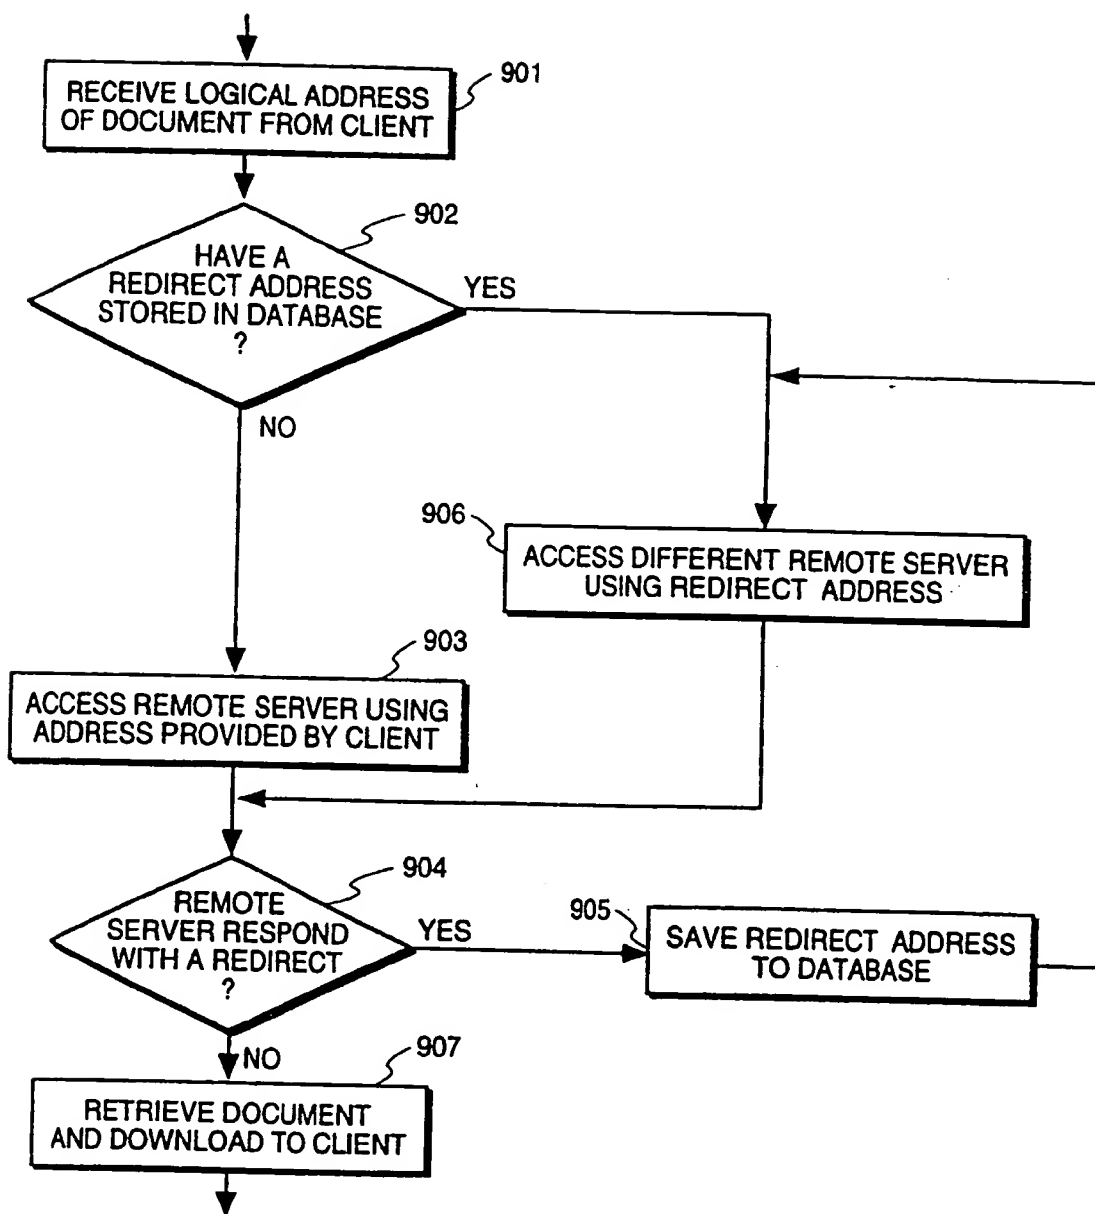 901
RECEIVE LOGICAL ADDRESS
OF DOCUMENT FROM CLIENT
902
HAVE A
REDIRECT ADDRESS
STORED IN DATABASE
?
YES
NO
906
ACCESS DIFFERENT REMOTE SERVER
USING REDIRECT ADDRESS
903
ACCESS REMOTE SERVER USING
ADDRESS PROVIDED BY CLIENT
904
REMOTE
SERVER RESPOND
WITH A REDIRECT
?
YES
905
SAVE REDIRECT ADDRESS
TO DATABASE
NO
907
RETRIEVE DOCUMENT
AND DOWNLOAD TO CLIENT